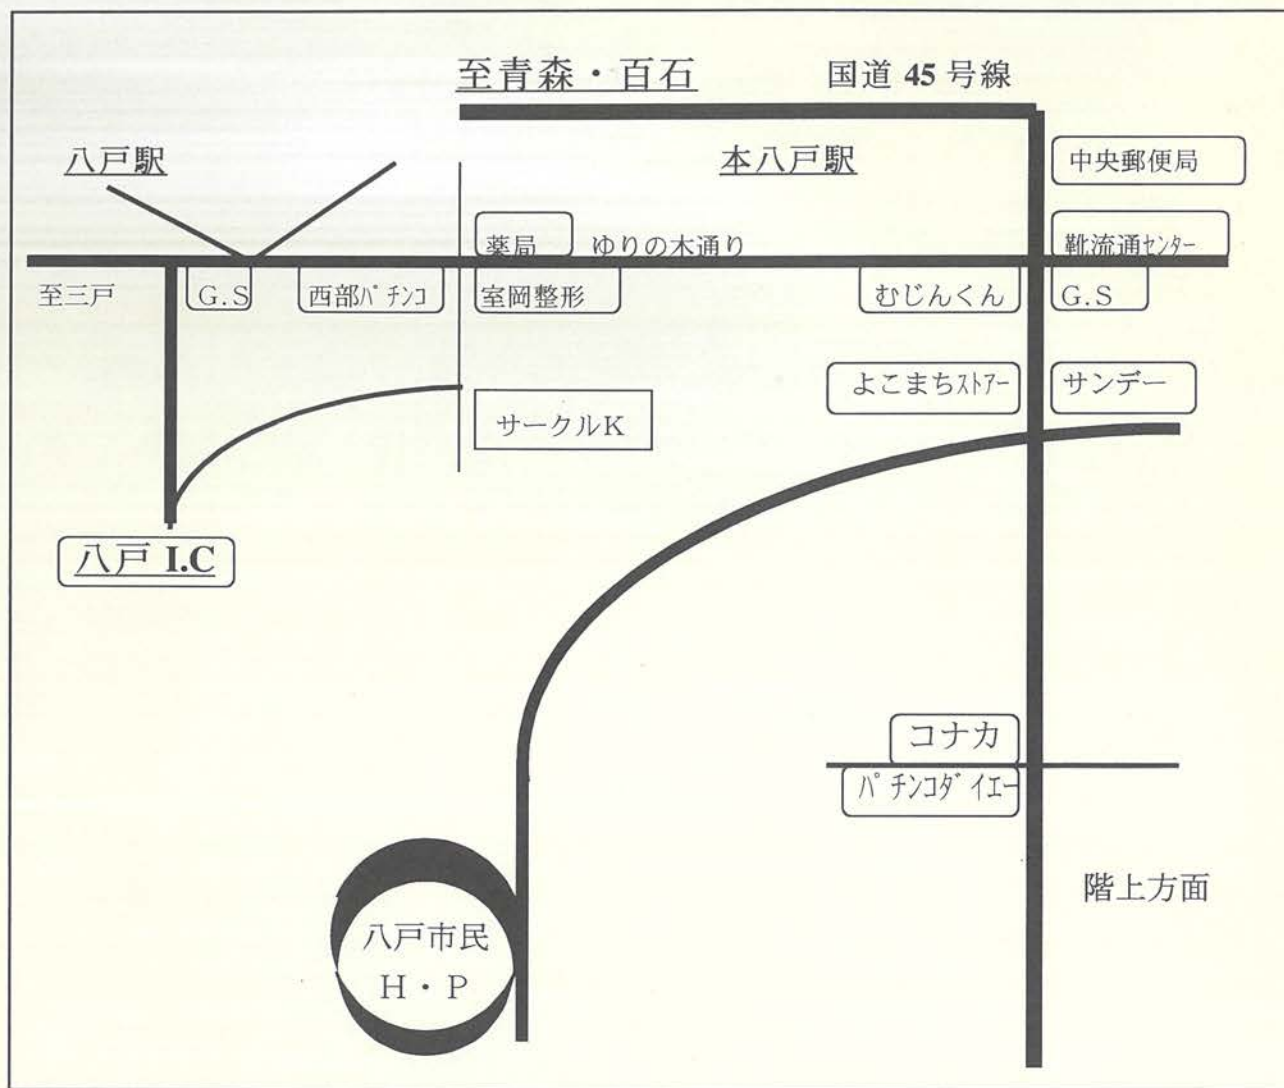 至青森・百石 国道 45 号線
八戸駅 本八戸駅 中央郵便局
薬局 ゆりの木通り 靴流通ｾﾝﾀｰ
至三戸 G.S 西部ﾊﾟﾁﾝｺ 室岡整形 むじんくん G.S
よこまちｽﾄｱｰ サンデー
サークルK
八戸 I.C
コナカ
ﾊﾟﾁﾝｺﾀﾞｲｴｰ
階上方面
八戸市民
H・P